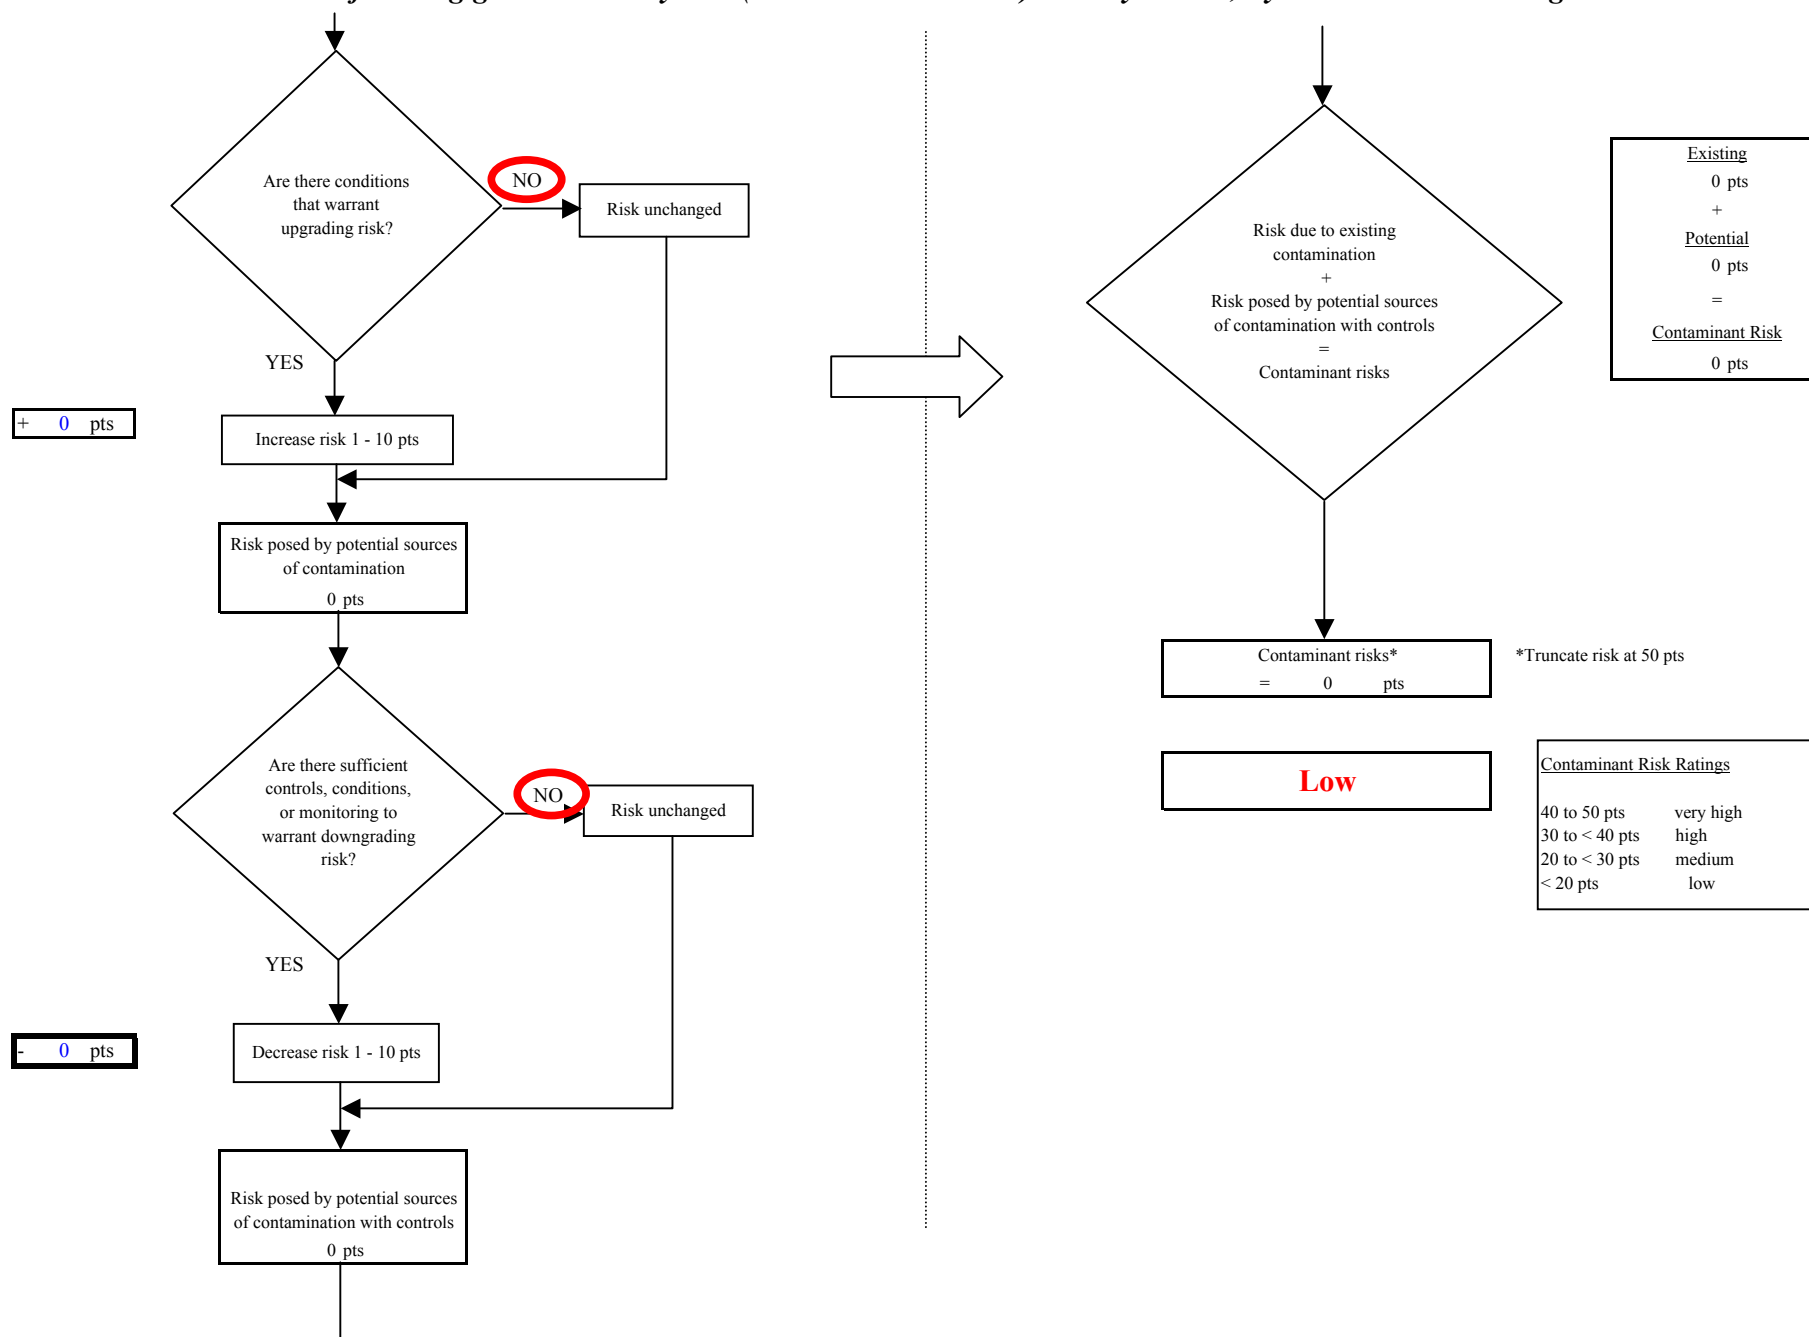 Are there conditions
that warrant
upgrading risk?
NO
Risk unchanged
YES
+ 0 pts
Increase risk 1 - 10 pts
Risk posed by potential sources
of contamination
0 pts
Are there sufficient
controls, conditions,
or monitoring to
warrant downgrading
risk?
NO
Risk unchanged
YES
- 0 pts
Decrease risk 1 - 10 pts
Risk posed by potential sources
of contamination with controls
0 pts
Risk due to existing
contamination
+
Risk posed by potential sources
of contamination with controls
=
Contaminant risks
Existing
0 pts
+
Potential
0 pts
=
Contaminant Risk
0 pts
Contaminant risks*
= 0 pts
*Truncate risk at 50 pts
Low
Contaminant Risk Ratings
40 to 50 pts very high
30 to < 40 pts high
20 to < 30 pts medium
< 20 pts low